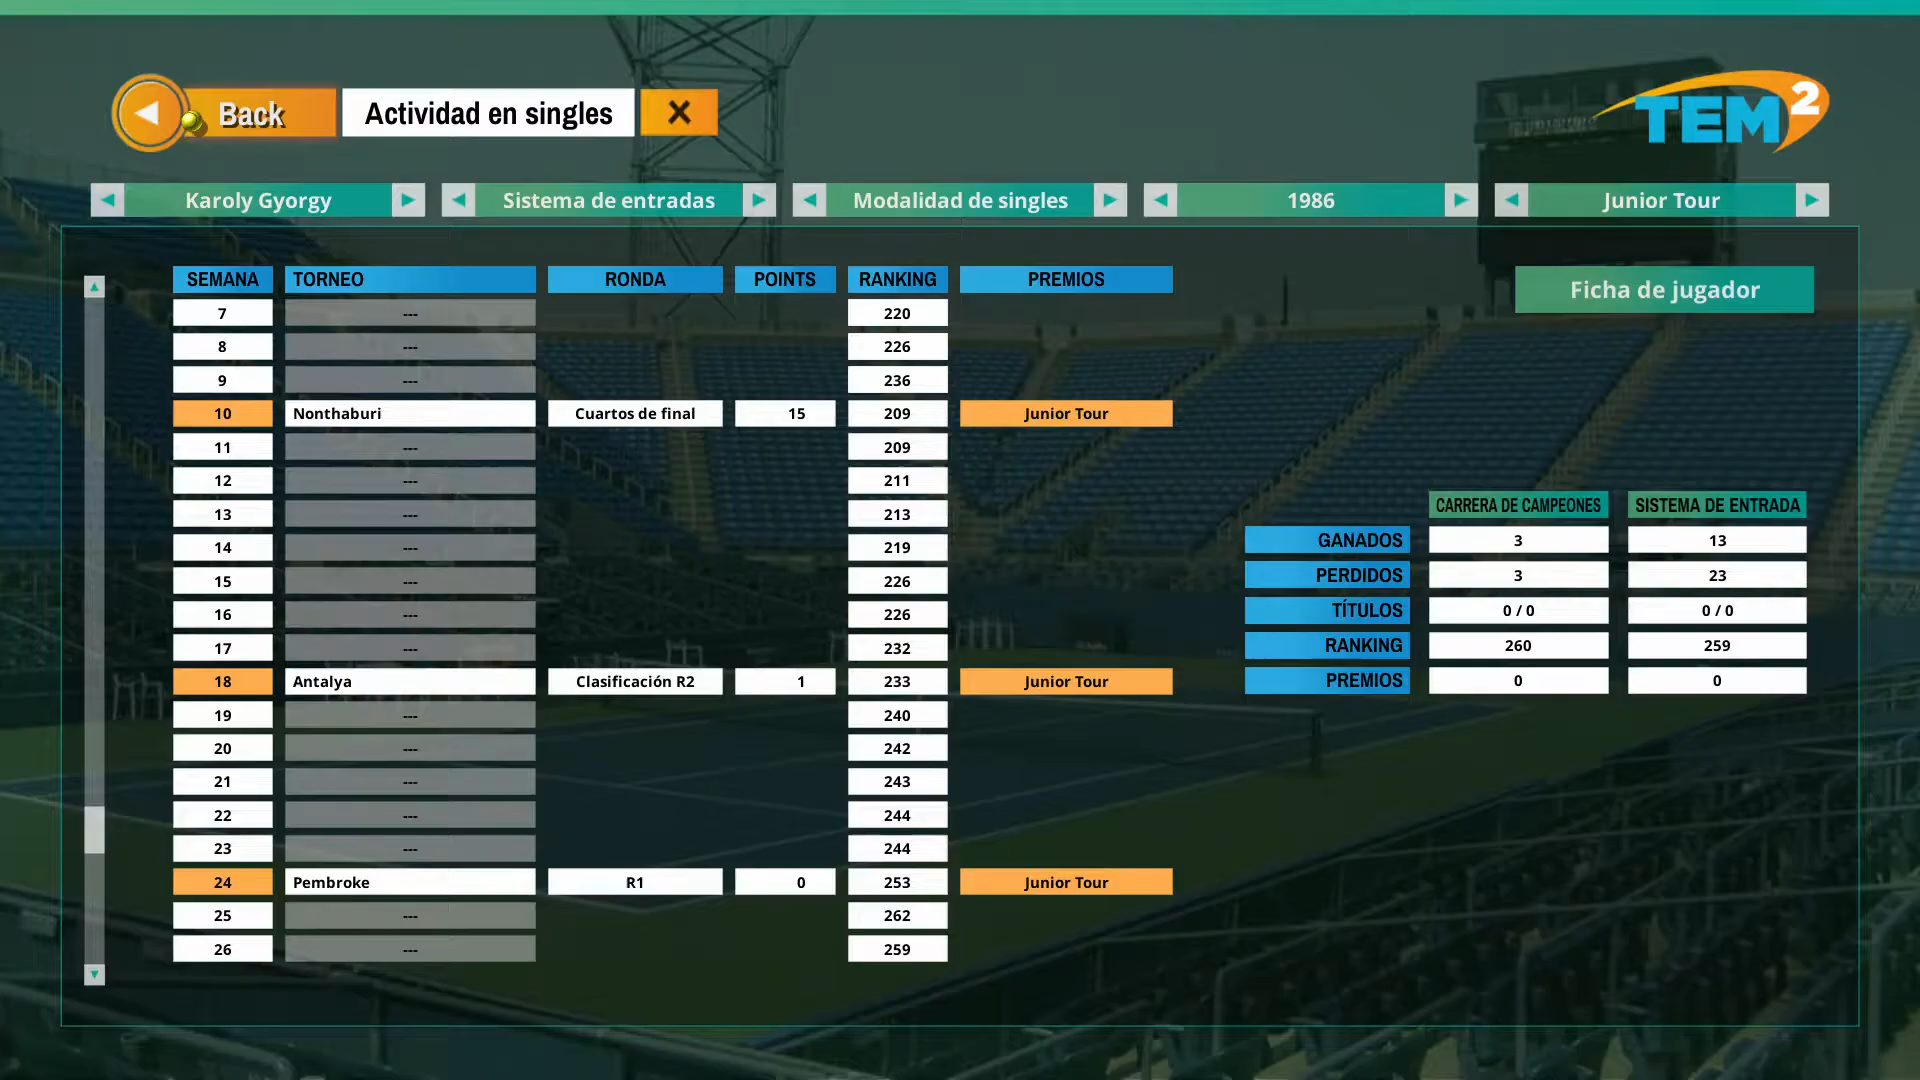 Back
Actividad en singles
TEM2
Karoly Gyorgy
Sistema de entradas
Modalidad de singles
1986
Junior Tour
SEMANA TORNEO RONDA POINTS RANKING PREMIOS
Ficha de jugador
7 --- 220
8 --- 226
9 --- 236
10 Nonthaburi Cuartos de final 15 209 Junior Tour
11 --- 209
12 --- 211
13 --- 213
14 --- 219
15 --- 226
16 --- 226
17 --- 232
18 Antalya Clasificación R2 1 233 Junior Tour
19 --- 240
20 --- 242
21 --- 243
22 --- 244
23 --- 244
24 Pembroke R1 0 253 Junior Tour
25 --- 262
26 --- 259
CARRERA DE CAMPEONES SISTEMA DE ENTRADA
GANADOS 3 13
PERDIDOS 3 23
TÍTULOS 0 / 0 0 / 0
RANKING 260 259
PREMIOS 0 0